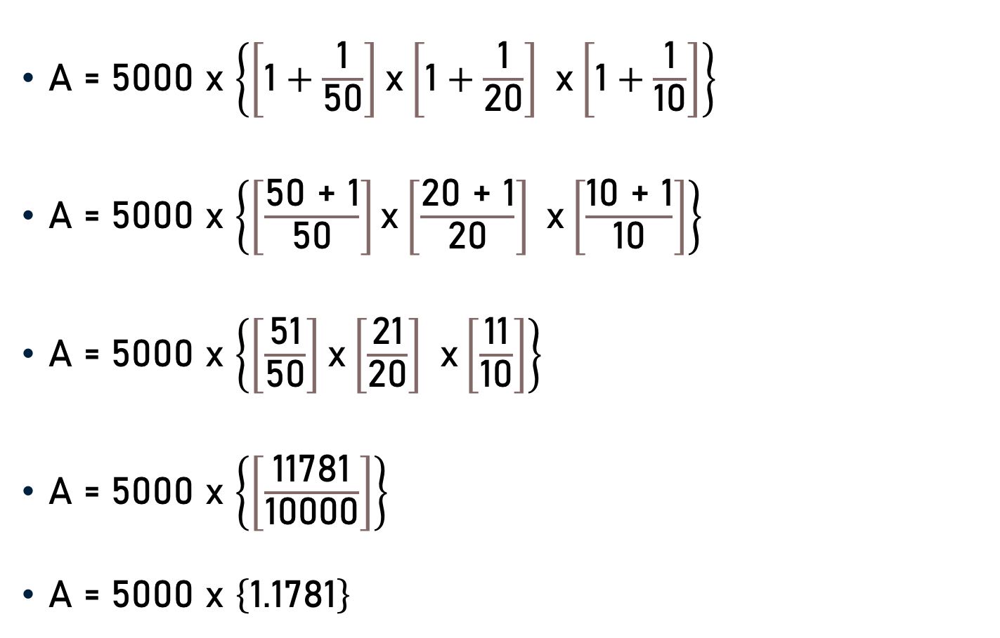 • A = 5000 x {[1 + 1/50] x [1 + 1/20] x [1 + 1/10]}
• A = 5000 x {[50 + 1/50] x [20 + 1/20] x [10 + 1/10]}
• A = 5000 x {[51/50] x [21/20] x [11/10]}
• A = 5000 x {[11781/10000]}
• A = 5000 x {1.1781}